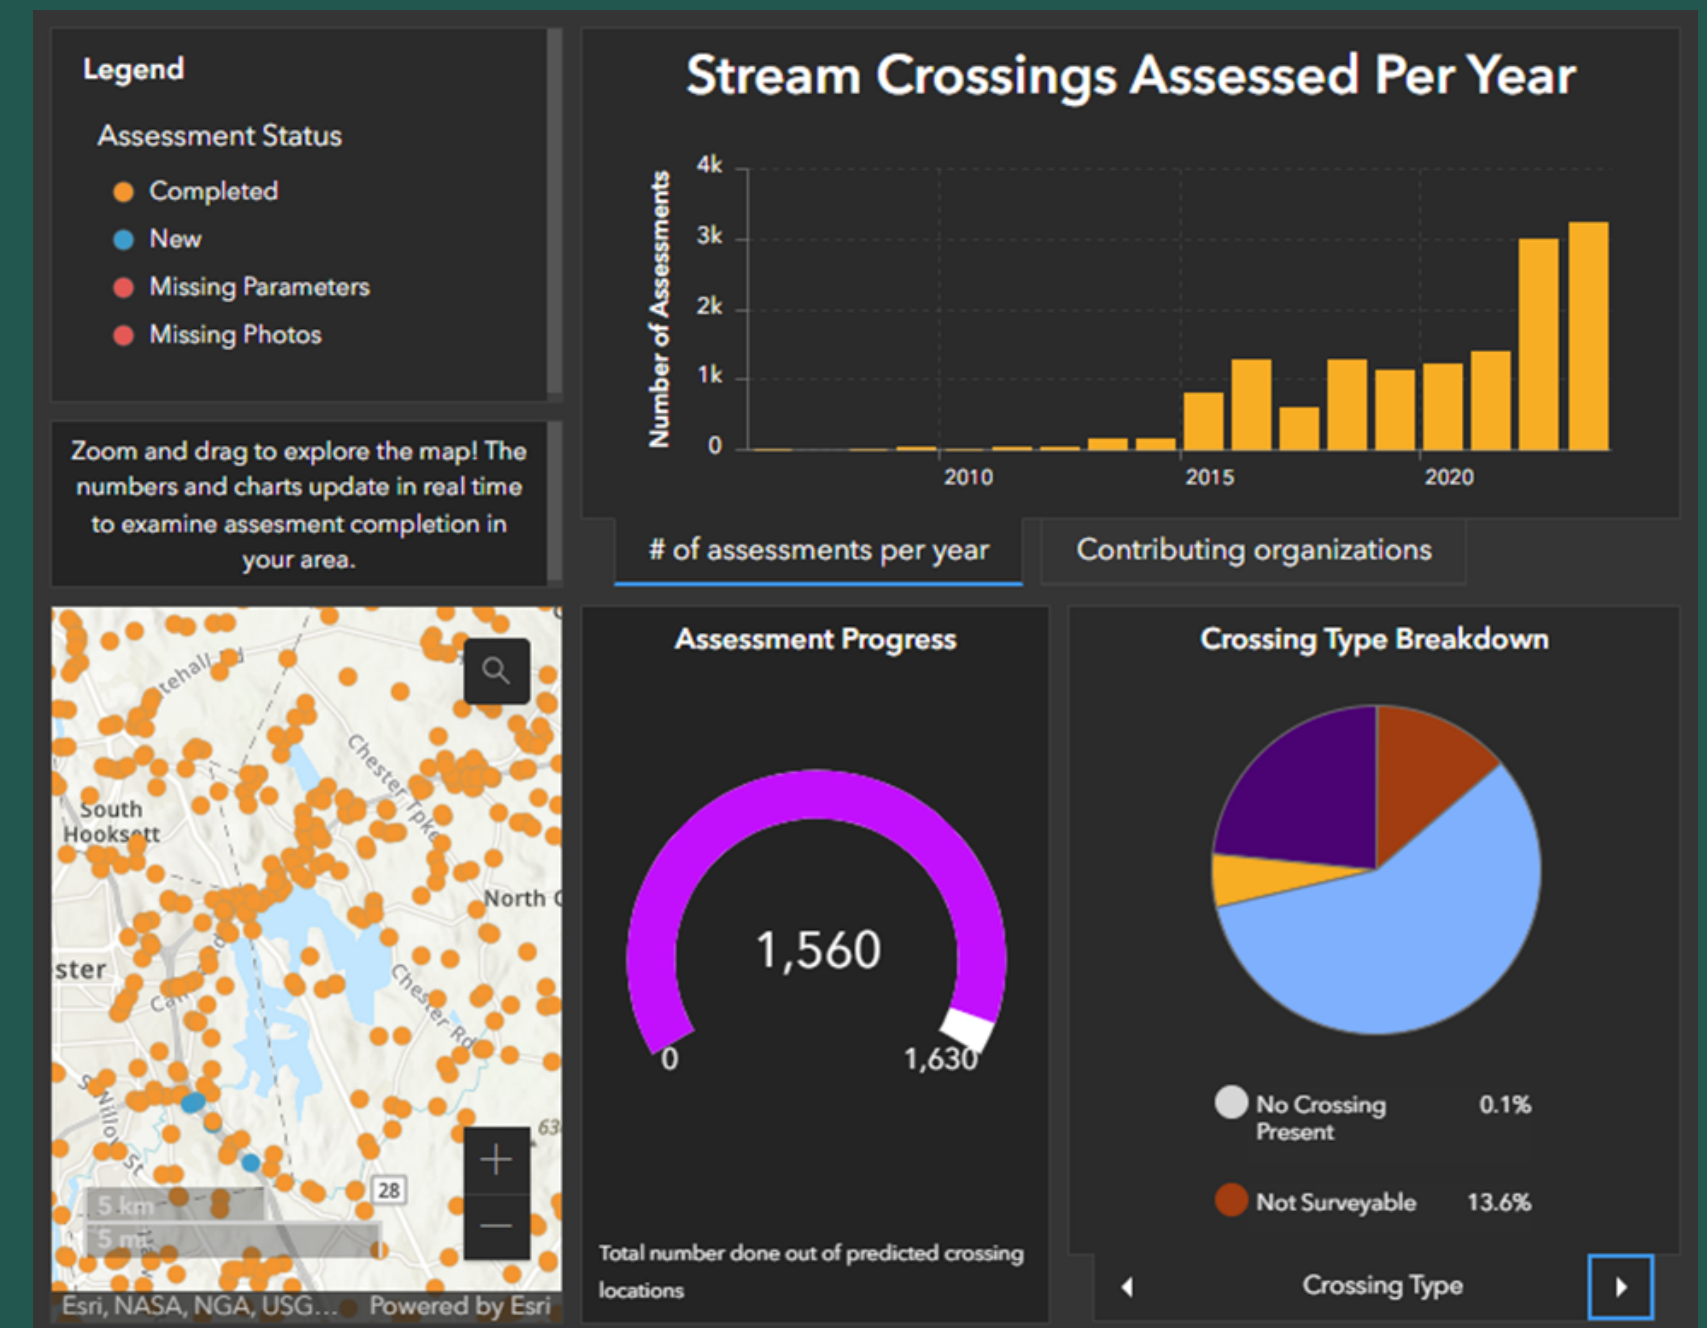 Legend
Assessment Status
Completed
New
Missing Parameters
Missing Photos
Zoom and drag to explore the map! The
numbers and charts update in real time
to examine assesment completion in
your area.
Stream Crossings Assessed Per Year
Number of Assessments
4k
3k
2k
1k
0
2010
2015
2020
# of assessments per year
Contributing organizations
tehall Rd
Chester Tpke
South
Hooksett
North C
ster
Chester Rd
S Willow St
28
5 km
5 mi
Esri, NASA, NGA, USG...
Powered by Esri
Assessment Progress
1,560
0
1,630
Total number done out of predicted crossing
locations
Crossing Type Breakdown
No Crossing
Present
0.1%
Not Surveyable
13.6%
Crossing Type